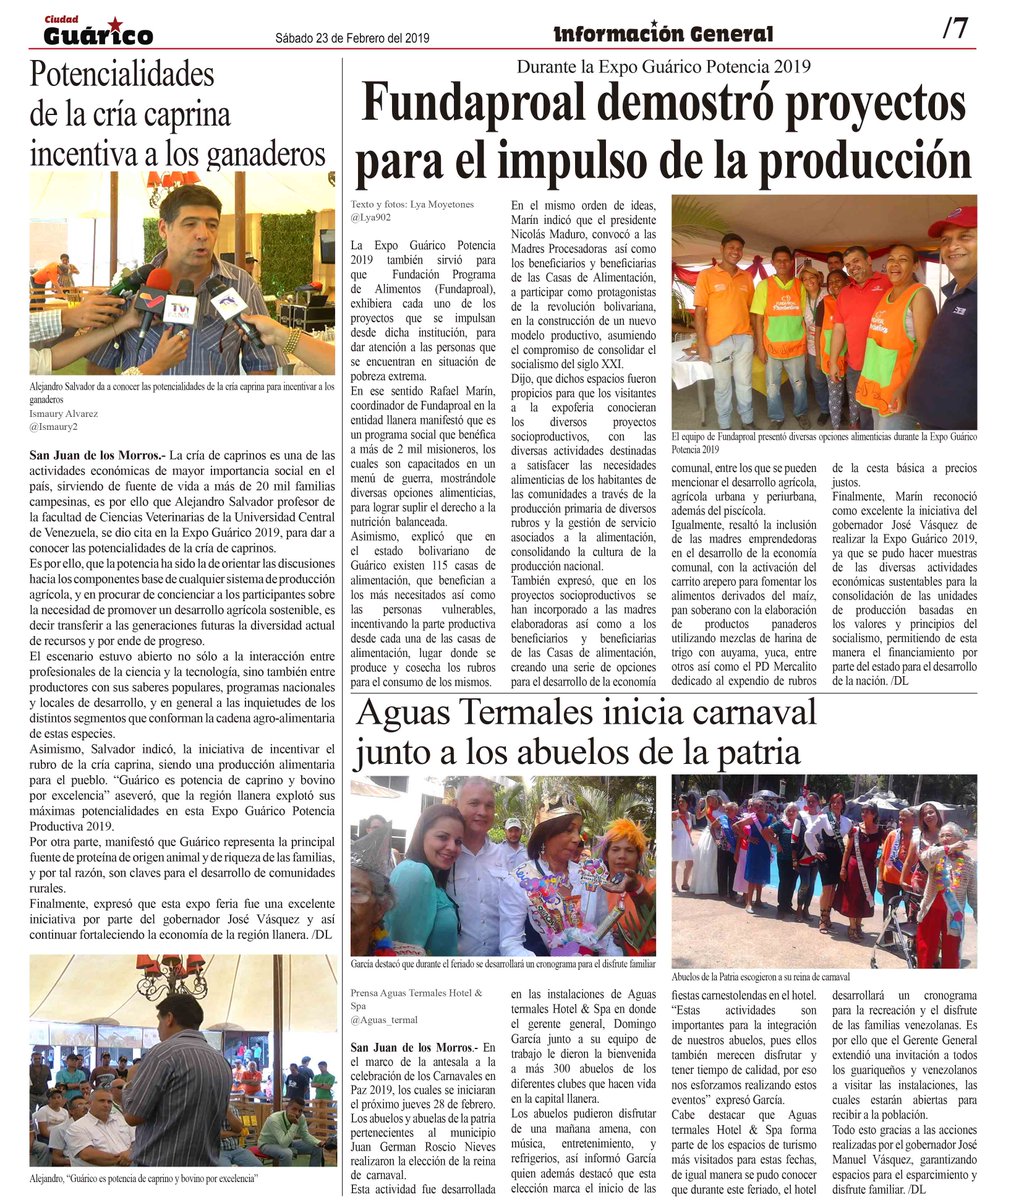 Ciudad
Guárico
Sábado 23 de Febrero del 2019
Información General
/7
Potencialidades
de la cría caprina
incentiva a los ganaderos
Alejandro Salvador da a conocer las potencialidades de la cría caprina para incentivar a los
ganaderos
Ismaury Alvarez
@Ismaury2
San Juan de los Morros.- La cría de caprinos es una de las
actividades económicas de mayor importancia social en el
país, sirviendo de fuente de vida a más de 20 mil familias
campesinas, es por ello que Alejandro Salvador profesor de
la facultad de Ciencias Veterinarias de la Universidad Central
de Venezuela, se dio cita en la Expo Guárico 2019, para dar a
conocer las potencialidades de la cría de caprinos.
Es por ello, que la potencia ha sido la de orientar las discusiones
hacia los componentes base de cualquier sistema de producción
agrícola, y en procurar de concienciar a los participantes sobre
la necesidad de promover un desarrollo agrícola sostenible, es
decir transferir a las generaciones futuras la diversidad actual
de recursos y por ende de progreso.
El escenario estuvo abierto no sólo a la interacción entre
profesionales de la ciencia y la tecnología, sino también entre
productores con sus saberes populares, programas nacionales
y locales de desarrollo, y en general a las inquietudes de los
distintos segmentos que conforman la cadena agro-alimentaria
de estas especies.
Asimismo, Salvador indicó, la iniciativa de incentivar el
rubro de la cría caprina, siendo una producción alimentaria
para el pueblo. “Guárico es potencia de caprino y bovino
por excelencia” aseveró, que la región llanera explotó sus
máximas potencialidades en esta Expo Guárico Potencia
Productiva 2019.
Por otra parte, manifestó que Guárico representa la principal
fuente de proteína de origen animal y de riqueza de las familias,
y por tal razón, son claves para el desarrollo de comunidades
rurales.
Finalmente, expresó que esta expo feria fue una excelente
iniciativa por parte del gobernador José Vásquez y así
continuar fortaleciendo la economía de la región llanera. /DL
Alejandro, “Guárico es potencia de caprino y bovino por excelencia”
Durante la Expo Guárico Potencia 2019
Fundaproal demostró proyectos
para el impulso de la producción
Texto y fotos: Lya Moyetones
@Lya902
La Expo Guárico Potencia
2019 también sirvió para
que Fundación Programa
de Alimentos (Fundaproal),
exhibiera cada uno de los
proyectos que se impulsan
desde dicha institución, para
dar atención a las personas que
se encuentran en situación de
pobreza extrema.
En ese sentido Rafael Marín,
coordinador de Fundaproal en la
entidad llanera manifestó que es
un programa social que benéfica
a más de 2 mil misioneros, los
cuales son capacitados en un
menú de guerra, mostrándole
diversas opciones alimenticias,
para lograr suplir el derecho a la
nutrición balanceada.
Asimismo, explicó que en
el estado bolivariano de
Guárico existen 115 casas de
alimentación, que benefician a
los más necesitados así como
las personas vulnerables,
incentivando la parte productiva
desde cada una de las casas de
alimentación, lugar donde se
produce y cosecha los rubros
para el consumo de los mismos.
En el mismo orden de ideas,
Marín indicó que el presidente
Nicolás Maduro, convocó a las
Madres Procesadoras así como
los beneficiarios y beneficiarias
de las Casas de Alimentación,
a participar como protagonistas
de la revolución bolivariana,
en la construcción de un nuevo
modelo productivo, asumiendo
el compromiso de consolidar el
socialismo del siglo XXI.
Dijo, que dichos espacios fueron
propicios para que los visitantes
a la expoferia conocieran
los diversos proyectos
socioproductivos, con las
diversas actividades destinadas
a satisfacer las necesidades
alimenticias de los habitantes de
las comunidades a través de la
producción primaria de diversos
rubros y la gestión de servicio
asociados a la alimentación,
consolidando la cultura de la
producción nacional.
También expresó, que en los
proyectos socioproductivos se
han incorporado a las madres
elaboradoras así como a los
beneficiarios y beneficiarias
de las Casas de Alimentación,
creando una serie de opciones
para el desarrollo de la economía
El equipo de Fundaproal presentó diversas opciones alimenticias durante la Expo Guárico
Potencia 2019
comunal, entre los que se pueden
mencionar el desarrollo agrícola,
agrícola urbana y periurbana,
además del piscícola.
Igualmente, resaltó la inclusión
de las madres emprendedoras
en el desarrollo de la economía
comunal, con la activación del
carrito arepero para fomentar los
alimentos derivados del maíz,
pan soberano con la elaboración
de productos panaderos
utilizando mezclas de harina de
trigo con auyama, yuca, entre
otros así como el PD Mercalito
dedicado al expendio de rubros
de la cesta básica a precios
justos.
Finalmente, Marín reconoció
como excelente la iniciativa del
gobernador José Vásquez de
realizar la Expo Guárico 2019,
ya que se pudo hacer muestras
de las diversas actividades
económicas sustentables para la
consolidación de las unidades
de producción basadas en
los valores y principios del
socialismo, permitiendo de esta
manera el financiamiento por
parte del estado para el desarrollo
de la nación. /DL
Aguas Termales inicia carnaval
junto a los abuelos de la patria
García destacó que durante el feriado se desarrollará un cronograma para el disfrute familiar
Abuelos de la Patria escogieron a su reina de carnaval
Prensa Aguas Termales Hotel &
Spa
@Aguas_termal
San Juan de los Morros.- En
el marco de la antesala a la
celebración de los Carnavales en
Paz 2019, los cuales se iniciaran
el próximo jueves 28 de febrero.
Los abuelos y abuelas de la patria
pertenecientes al municipio
Juan German Roscio Nieves
realizaron la elección de la reina
de carnaval.
Esta actividad fue desarrollada
en las instalaciones de Aguas
termales Hotel & Spa en donde
el gerente general, Domingo
García junto a su equipo de
trabajo le dieron la bienvenida
a más 300 abuelos de los
diferentes clubes que hacen vida
en la capital llanera.
Los abuelos pudieron disfrutar
de una mañana amena, con
música, entretenimiento, y
refrigerios, así informó García
quien además destacó que esta
elección marca el inicio de las
fiestas carnestolendas en el hotel.
“Estas actividades son
importantes para la integración
de nuestros abuelos, pues ellos
también merecen disfrutar y
tener tiempo de calidad, por eso
nos esforzamos realizando estos
eventos” expresó García.
Cabe destacar que Aguas
termales Hotel & Spa forma
parte de los espacios de turismo
más visitados para estas fechas,
de igual manera se pudo conocer
que durante este feriado, el hotel
desarrollará un cronograma
para la recreación y el disfrute
de las familias venezolanas. Es
por ello que el Gerente General
extendió una invitación a todos
los guariqueños y venezolanos
a visitar las instalaciones, las
cuales estarán abiertas para
recibir a la población.
Todo esto gracias a las acciones
realizadas por el gobernador José
Manuel Vásquez, garantizando
espacios para el esparcimiento y
disfrute familiar. /DL